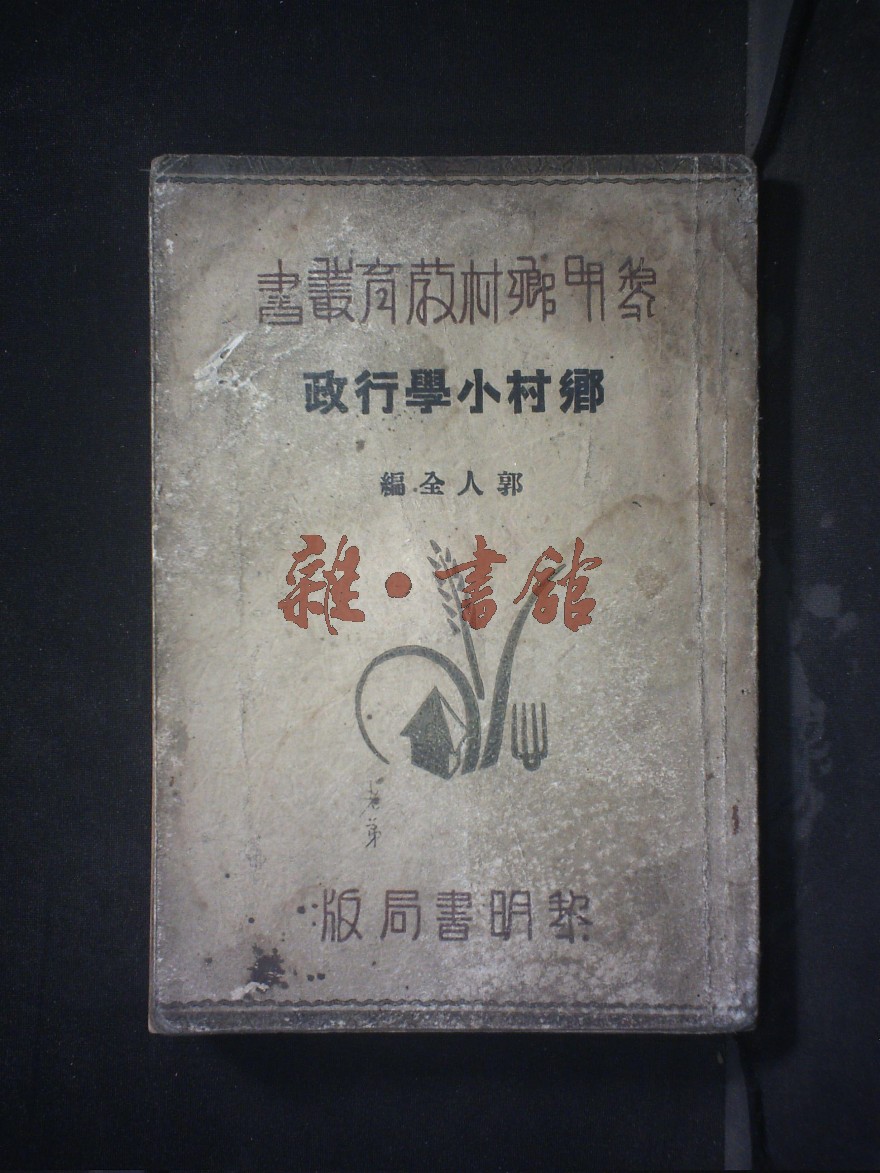 黎明鄉村教育叢書
鄉村小學行政
郭人全編
雜·書館
黎明書局版